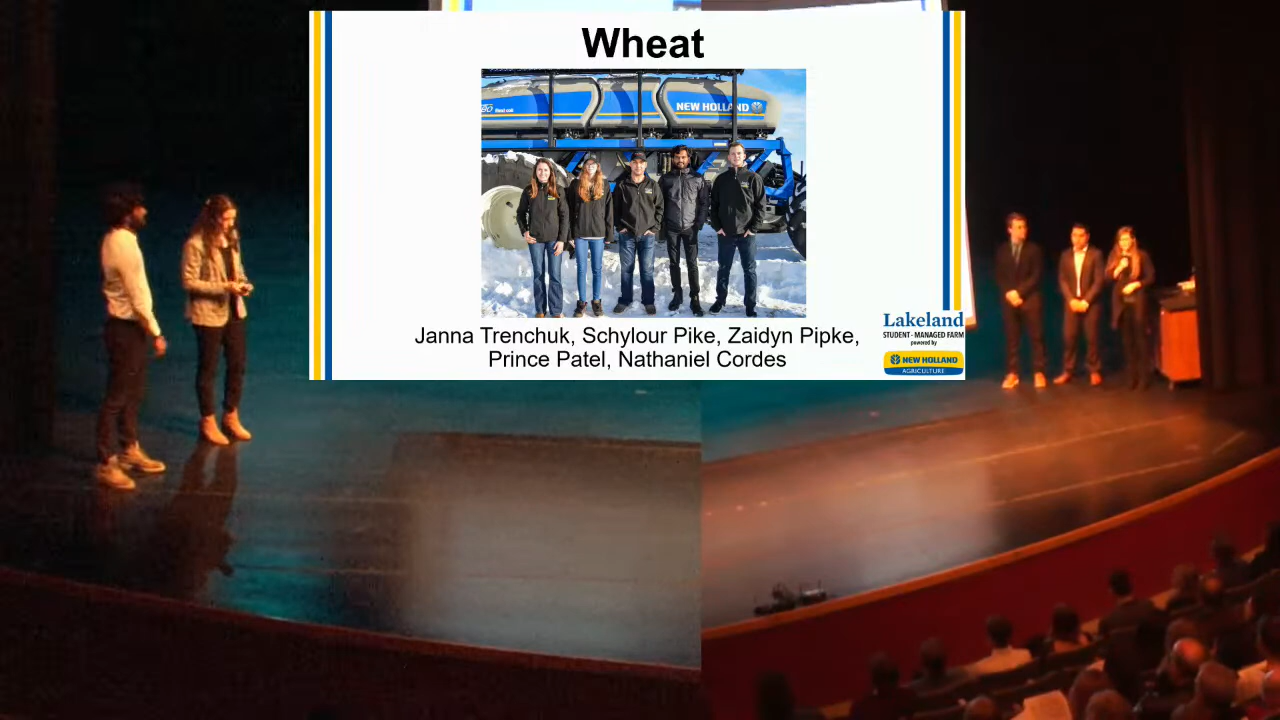 Wheat
NEW HOLLAND
Janna Trenchuk, Schylour Pike, Zaidyn Pipke,
Prince Patel, Nathaniel Cordes
Lakeland
STUDENT - MANAGED FARM
powered by
NEW HOLLAND
AGRICULTURE